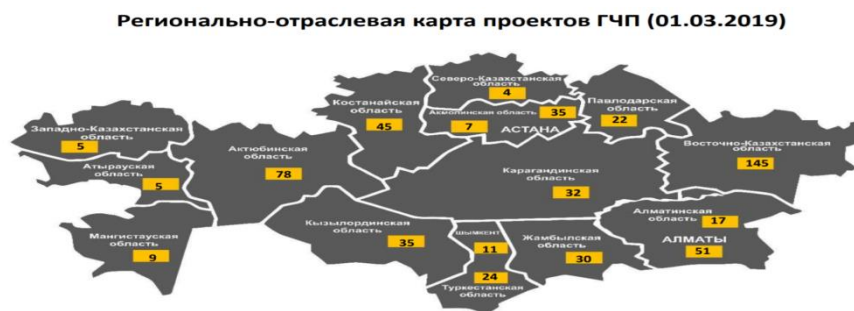 Регионально-отраслевая карта проектов ГЧП (01.03.2019)
Северо-Казахстанская
область
4
Костанайская
область
45
Акмолинская область
7
35
АСТАНА
Павлодарская
область
22
Западно-Казахстанская
область
5
Атырауская
область
5
Актюбинская
область
78
Восточно-Казахстанская
область
145
Карагандинская
область
32
Мангистауская
область
9
Кызылординская
область
35
ШЫМКЕНТ
11
24
Туркестанская
область
Жамбылская
область
30
Алматинская
область
17
АЛМАТЫ
51